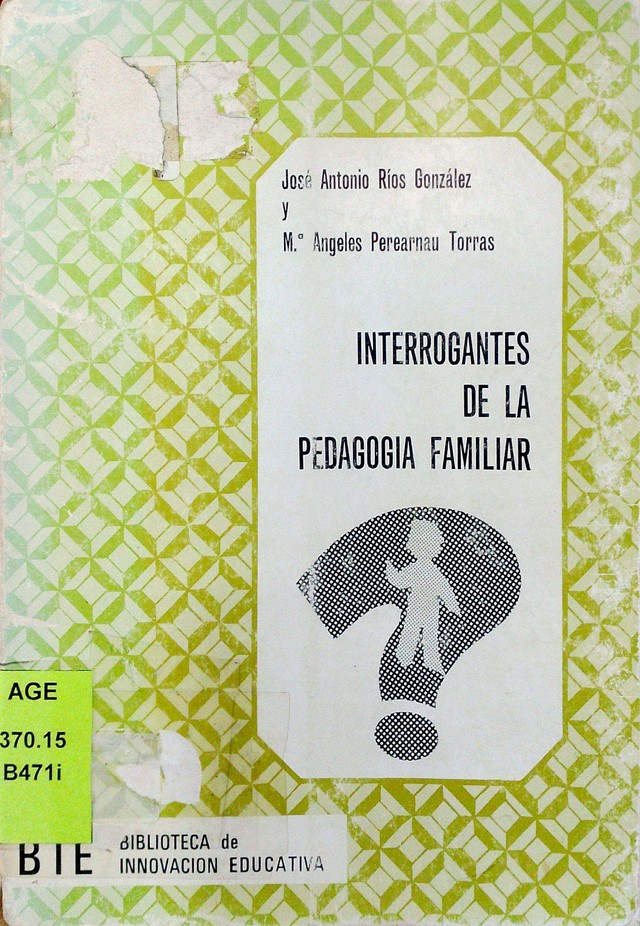 José Antonio Ríos González
y
M.ª Angeles Perearnau Torras
INTERROGANTES
DE LA
PEDAGOGIA FAMILIAR
AGE
370.15
B471i
BIE
BIBLIOTECA de
INNOVACION EDUCATIVA